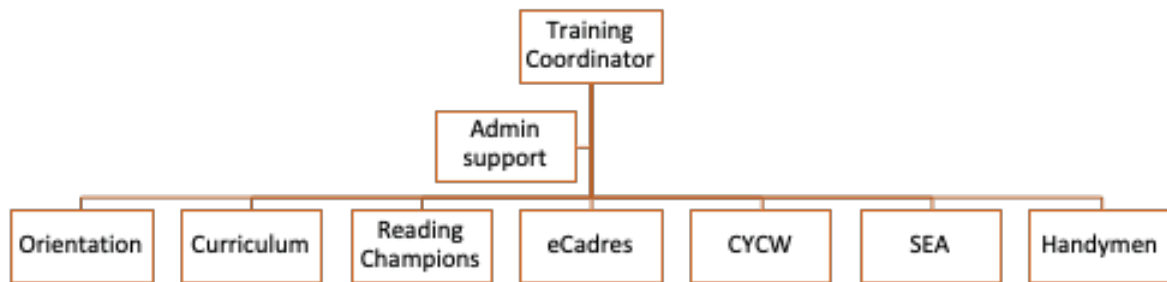 Training
Coordinator
Admin
support
Orientation
Curriculum
Reading
Champions
eCadres
CYCW
SEA
Handymen